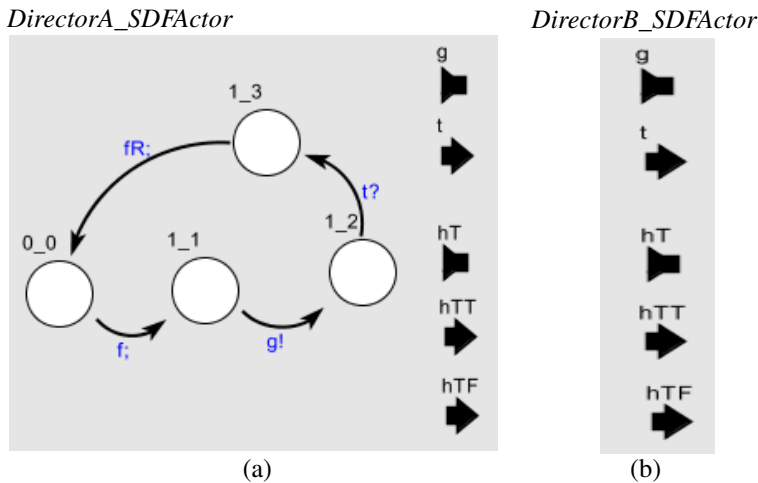 DirectorA_SDFActor
DirectorB_SDFActor
g
t
hT
hTT
hTF
1_3
fR;
t?
0_0
1_1
1_2
f;
g!
g
t
hT
hTT
hTF
(a)
(b)